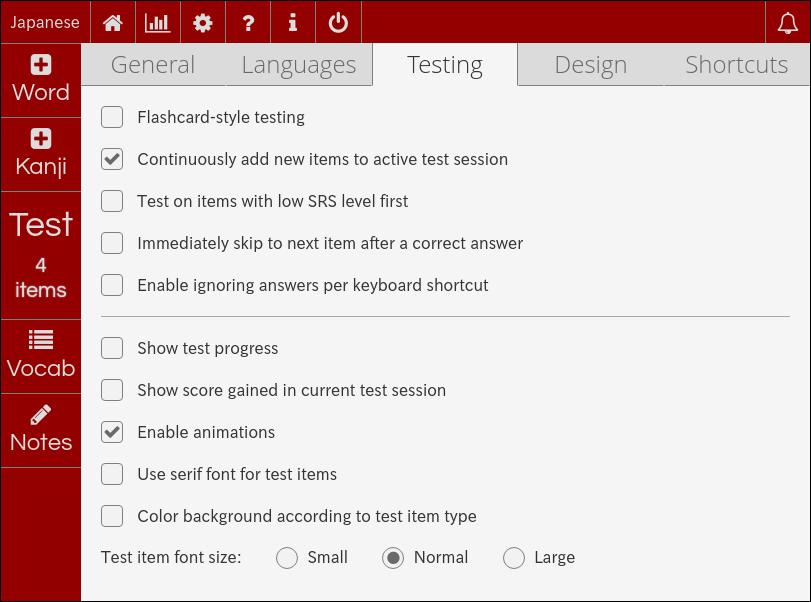 Japanese
General Languages Testing Design Shortcuts
Word
Kanji
Test
4
items
Vocab
Notes
Flashcard-style testing
Continuously add new items to active test session
Test on items with low SRS level first
Immediately skip to next item after a correct answer
Enable ignoring answers per keyboard shortcut
Show test progress
Show score gained in current test session
Enable animations
Use serif font for test items
Color background according to test item type
Test item font size: Small Normal Large